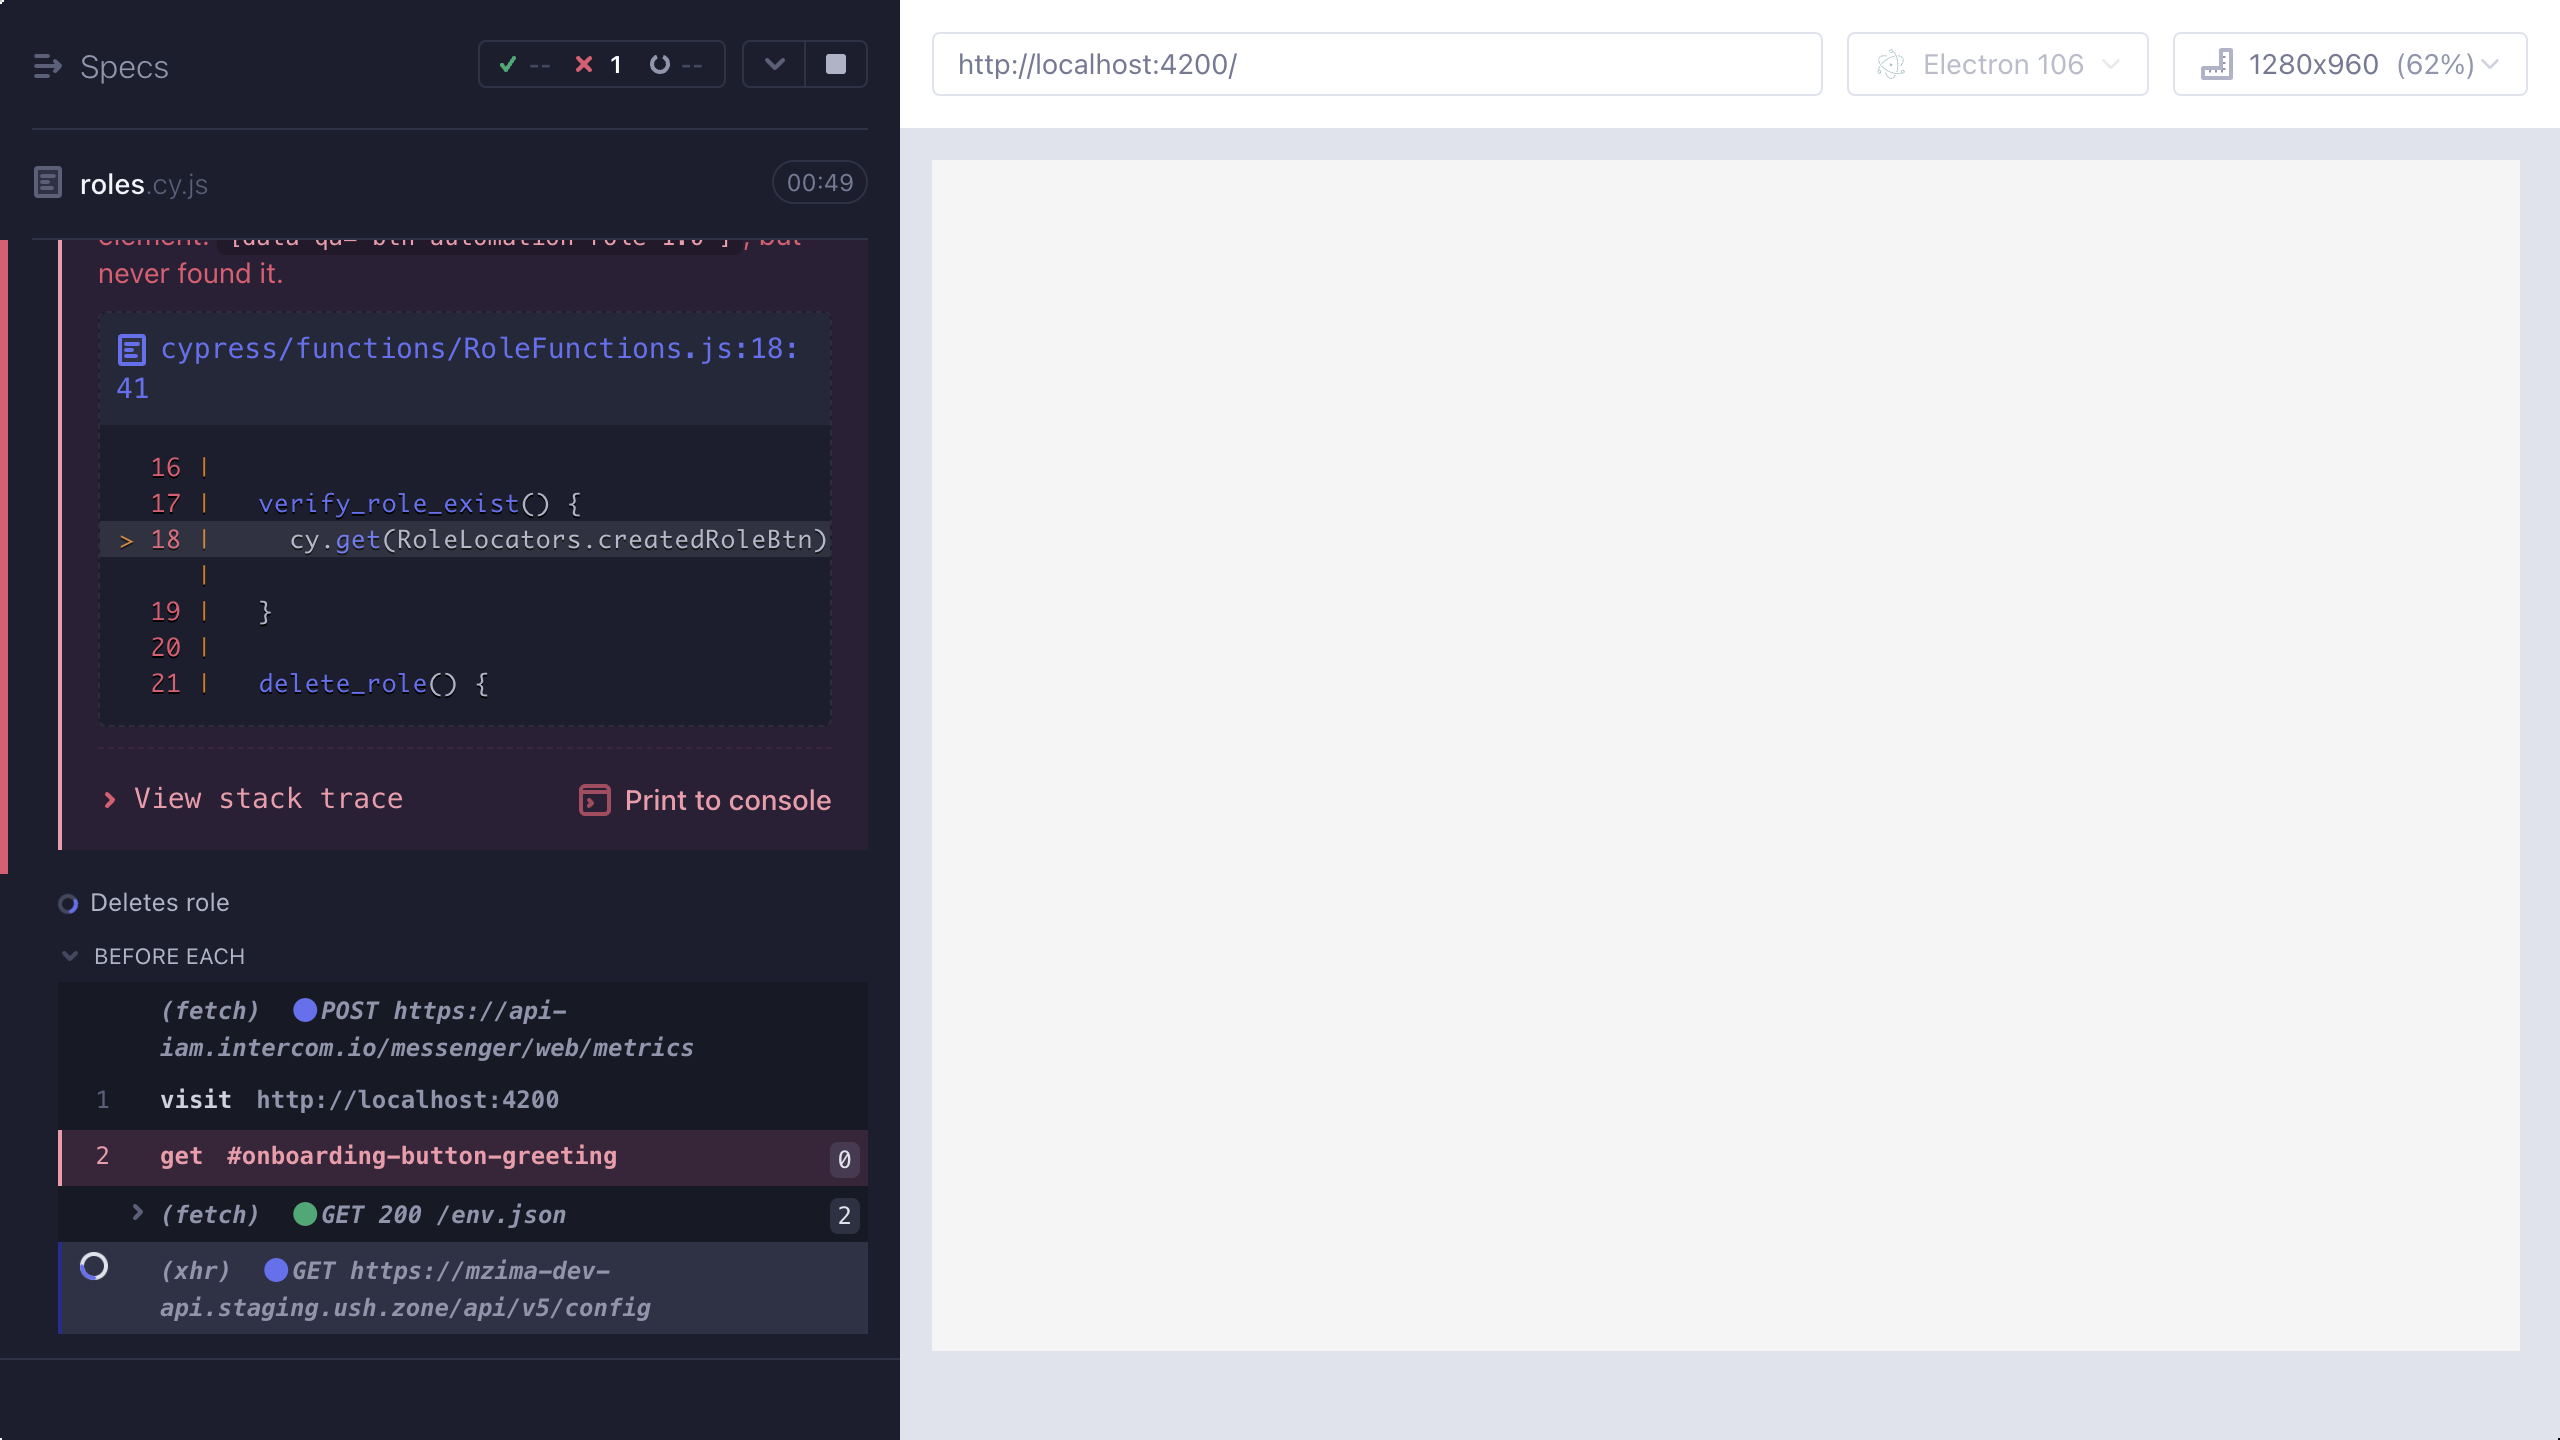 Specs
-- 1 --
http://localhost:4200/
Electron 106
1280x960 (62%)
roles.cy.js
00:49
never found it.
cypress/functions/RoleFunctions.js:18:
41
16 |
17 | verify_role_exist() {
> 18 | cy.get(RoleLocators.createdRoleBtn)
|
19 | }
20 |
21 | delete_role() {
View stack trace
Print to console
Deletes role
BEFORE EACH
(fetch) POST https://api-
iam.intercom.io/messenger/web/metrics
1 visit http://localhost:4200
2 get #onboarding-button-greeting 0
(fetch) GET 200 /env.json 2
(xhr) GET https://mzima-dev-
api.staging.ush.zone/api/v5/config